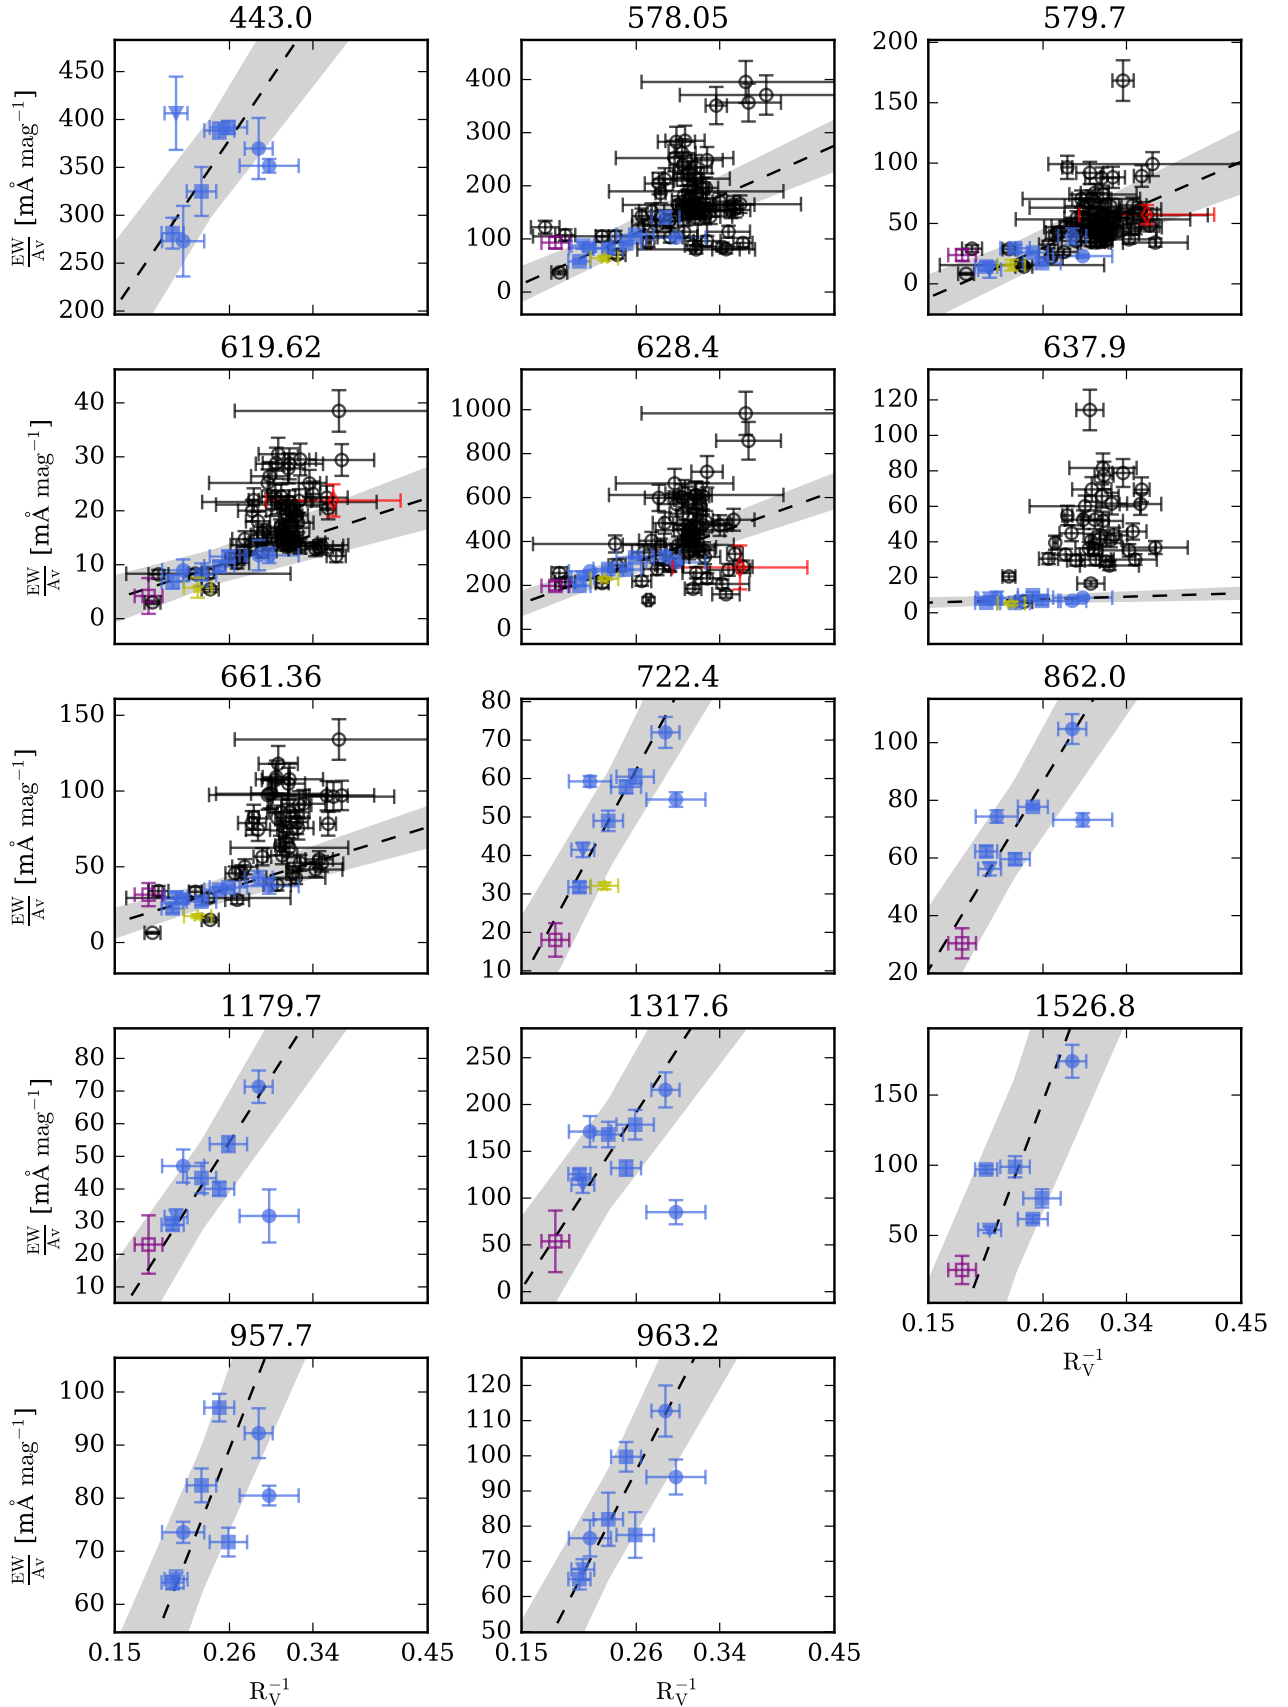 443.0 578.05 579.7
450 400 350 300 250 200
EW/Av [mÅ mag⁻¹]
400 300 200 100 0
200 150 100 50 0
619.62 628.4 637.9
40 30 20 10 0
EW/Av [mÅ mag⁻¹]
1000 800 600 400 200 0
120 100 80 60 40 20 0
661.36 722.4 862.0
150 100 50 0
EW/Av [mÅ mag⁻¹]
80 70 60 50 40 30 20 10
100 80 60 40 20
1179.7 1317.6 1526.8
80 70 60 50 40 30 20 10
EW/Av [mÅ mag⁻¹]
250 200 150 100 50 0
150 100 50
0.15 0.26 0.34 0.45
R_V⁻¹
957.7 963.2
100 90 80 70 60
EW/Av [mÅ mag⁻¹]
120 110 100 90 80 70 60 50
0.15 0.26 0.34 0.45 0.15 0.26 0.34 0.45
R_V⁻¹ R_V⁻¹